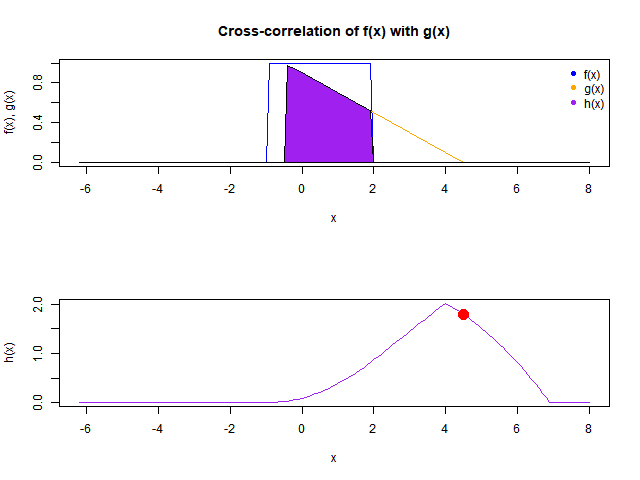 Cross-correlation of f(x) with g(x)
f(x), g(x)
0.8
0.4
0.0
f(x)
g(x)
h(x)
-6 -4 -2 0 2 4 6 8
x
h(x)
2.0
1.0
0.0
-6 -4 -2 0 2 4 6 8
x